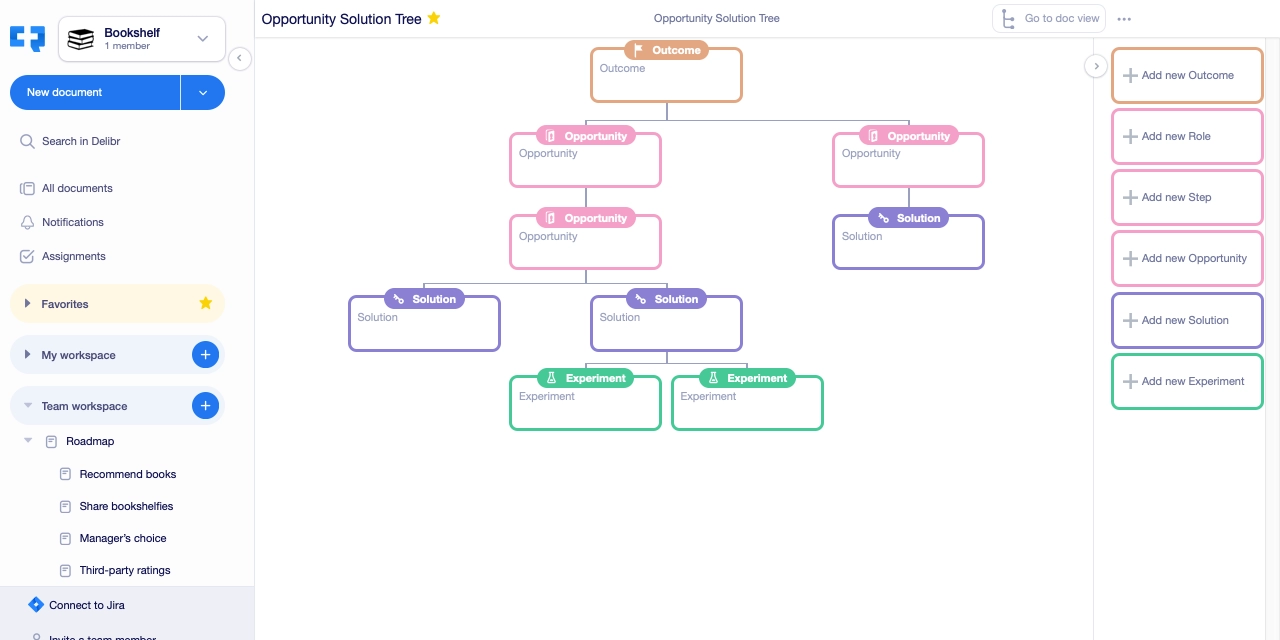 Bookshelf
1 member
New document
Search in Delibr
All documents
Notifications
Assignments
Favorites
My workspace
Team workspace
Roadmap
Recommend books
Share bookshelfies
Manager's choice
Third-party ratings
Connect to Jira
Invite a team member
Opportunity Solution Tree
Opportunity Solution Tree
Go to doc view
Outcome
Outcome
Opportunity
Opportunity
Opportunity
Opportunity
Opportunity
Opportunity
Solution
Solution
Solution
Solution
Solution
Solution
Experiment
Experiment
Experiment
Experiment
Add new Outcome
Add new Role
Add new Step
Add new Opportunity
Add new Solution
Add new Experiment